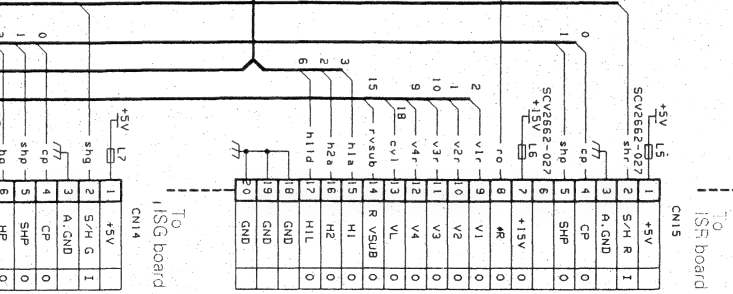 To
ISR board
CN15
1 +5V
2 S/H R I
3 A.GND
4 CP O
5 SHP O
6
7 +15V
8 φR O
9 V1 O
10 V2 O
11 V3 O
12 V4 O
13 VL O
14 R VSUB O
15 H1 O
16 H2 O
17 H1L O
18 GND
19 GND
20 GND
+5V
L5
SCV2662-027
shr
cp
shp
0
1
SCV2662-027
+15V
L6
ro
v1r
v2r
v3r
v4r
cvl
rvsub
h1a
h2a
h1ld
2
1
10
9
18
15
3
2
6
To
ISG board
CN14
1 +5V
2 S/H G I
3 A.GND
4 CP O
5 SHP O
6 HP O
+5V
L7
shg
cp
shp
hp
0
1